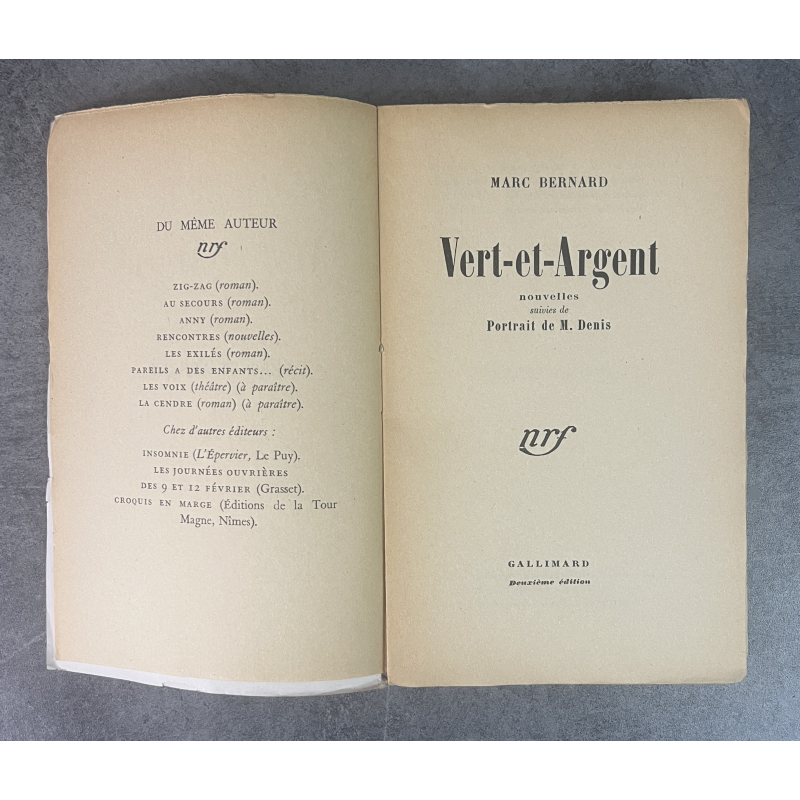 DU MÊME AUTEUR
nrf
ZIG-ZAG (roman).
AU SECOURS (roman).
ANNY (roman).
RENCONTRES (nouvelles).
LES EXILÉS (roman).
PAREILS A DES ENFANTS... (récit).
LES VOIX (théâtre) (à paraître).
LA CENDRE (roman) (à paraître).
Chez d'autres éditeurs :
INSOMNIE (L'Épervier, Le Puy).
LES JOURNÉES OUVRIÈRES
DES 9 ET 12 FÉVRIER (Grasset).
CROQUIS EN MARGE (Éditions de la Tour
Magne, Nîmes).
MARC BERNARD
Vert-et-Argent
nouvelles
suivies de
Portrait de M. Denis
nrf
GALLIMARD
Deuxième édition